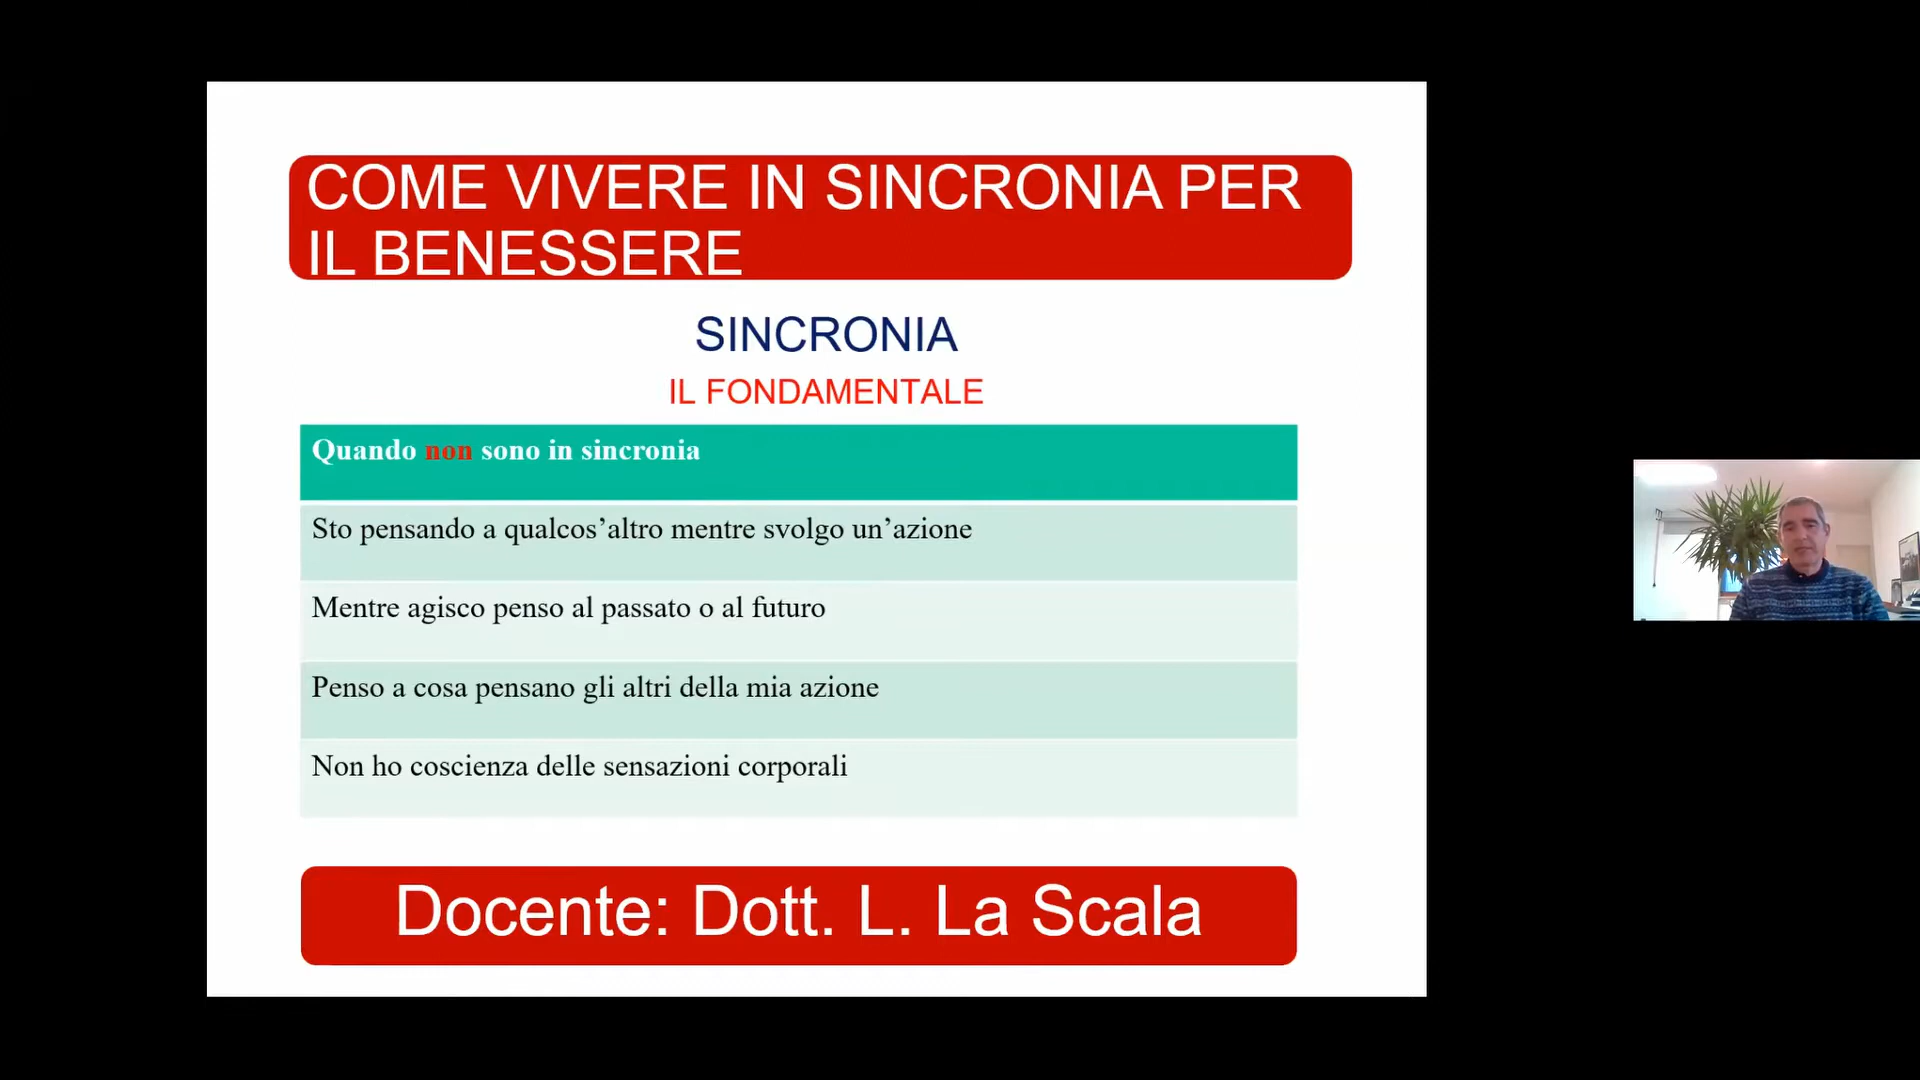 COME VIVERE IN SINCRONIA PER
IL BENESSERE
SINCRONIA
IL FONDAMENTALE
Quando non sono in sincronia
Sto pensando a qualcos’altro mentre svolgo un’azione
Mentre agisco penso al passato o al futuro
Penso a cosa pensano gli altri della mia azione
Non ho coscienza delle sensazioni corporali
Docente: Dott. L. La Scala